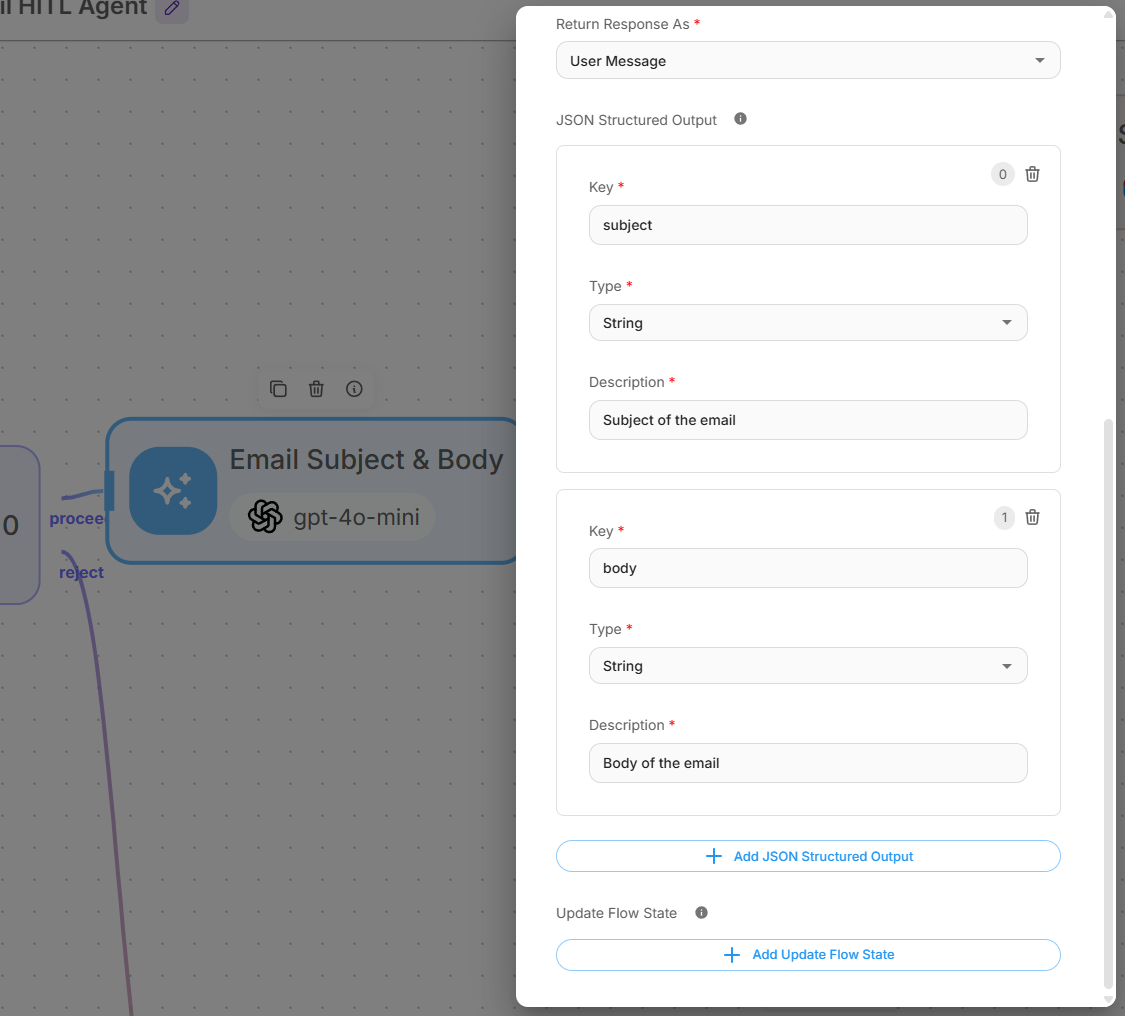 il HITL Agent
Return Response As *
User Message
JSON Structured Output
0
Key *
subject
Type *
String
Description *
Subject of the email
Email Subject & Body
gpt-4o-mini
0
proceed
reject
1
Key *
body
Type *
String
Description *
Body of the email
Add JSON Structured Output
Update Flow State
Add Update Flow State